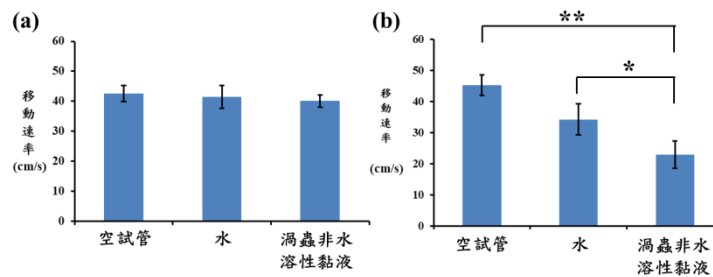 (a)
60
50
40
30
20
10
0
移動速率
(cm/s)
空試管
水
渦蟲非水
溶性黏液
(b)
60
50
40
30
20
10
0
移動速率
(cm/s)
**
*
空試管
水
渦蟲非水
溶性黏液